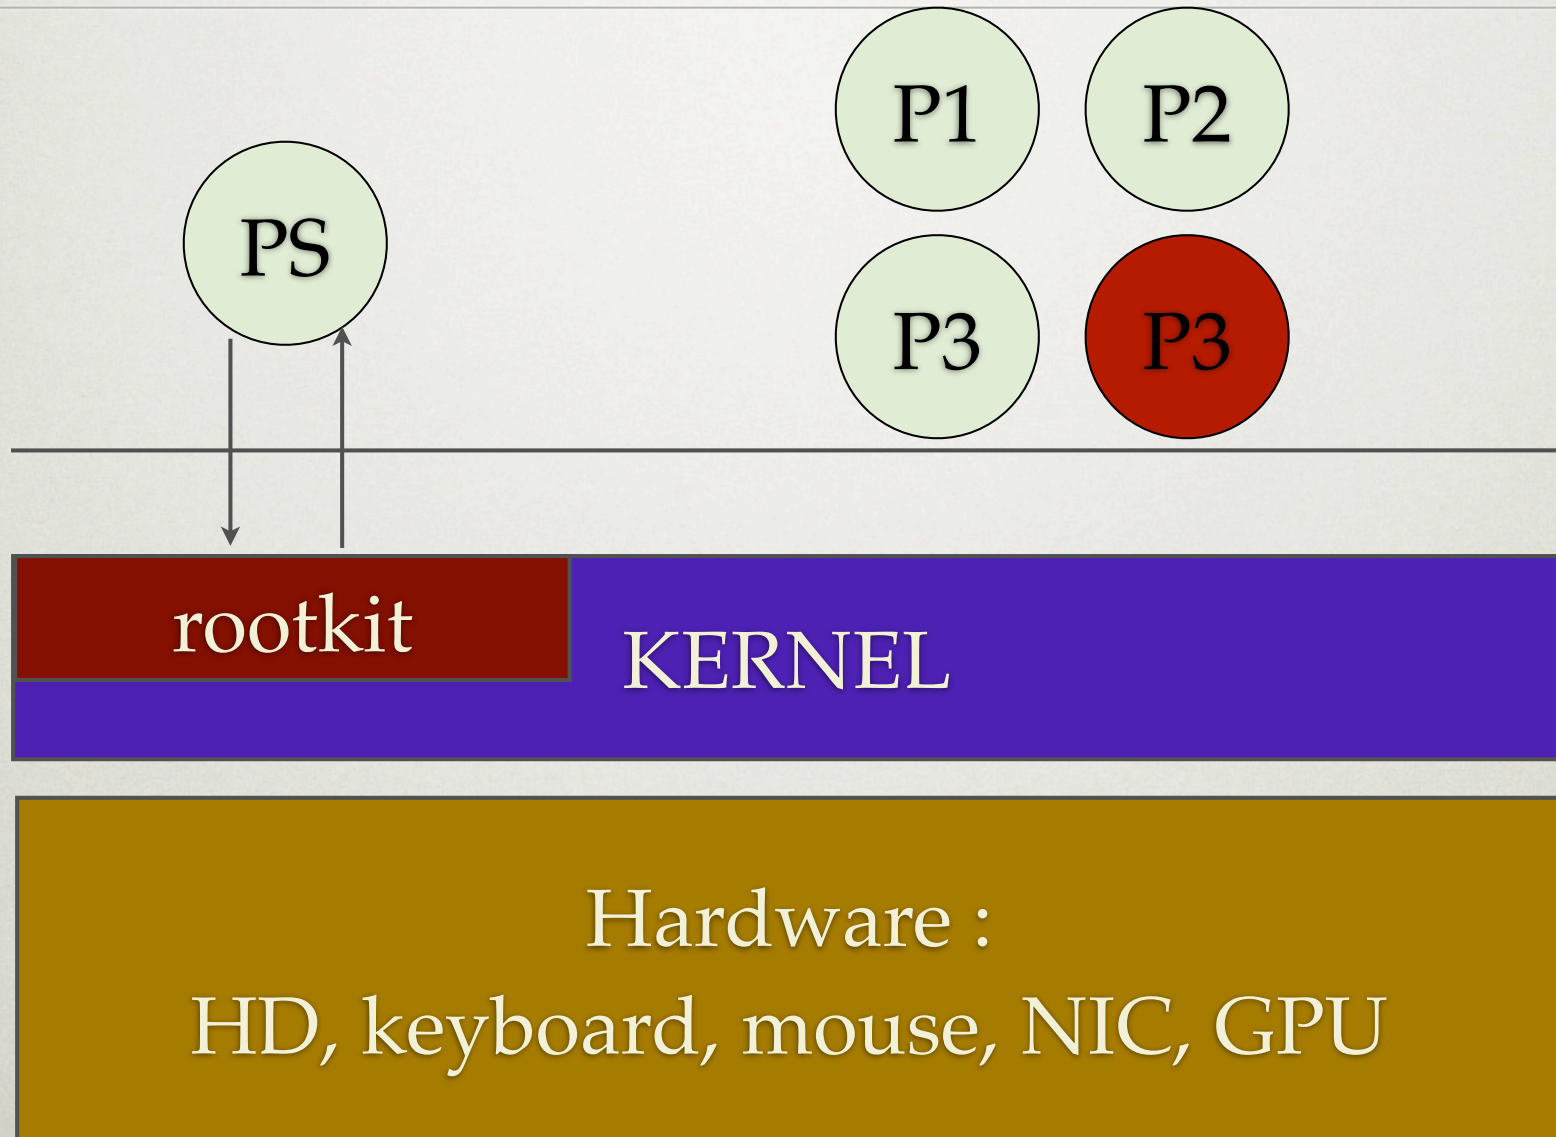 P1
P2
PS
P3
P3
rootkit
KERNEL
Hardware :
HD, keyboard, mouse, NIC, GPU